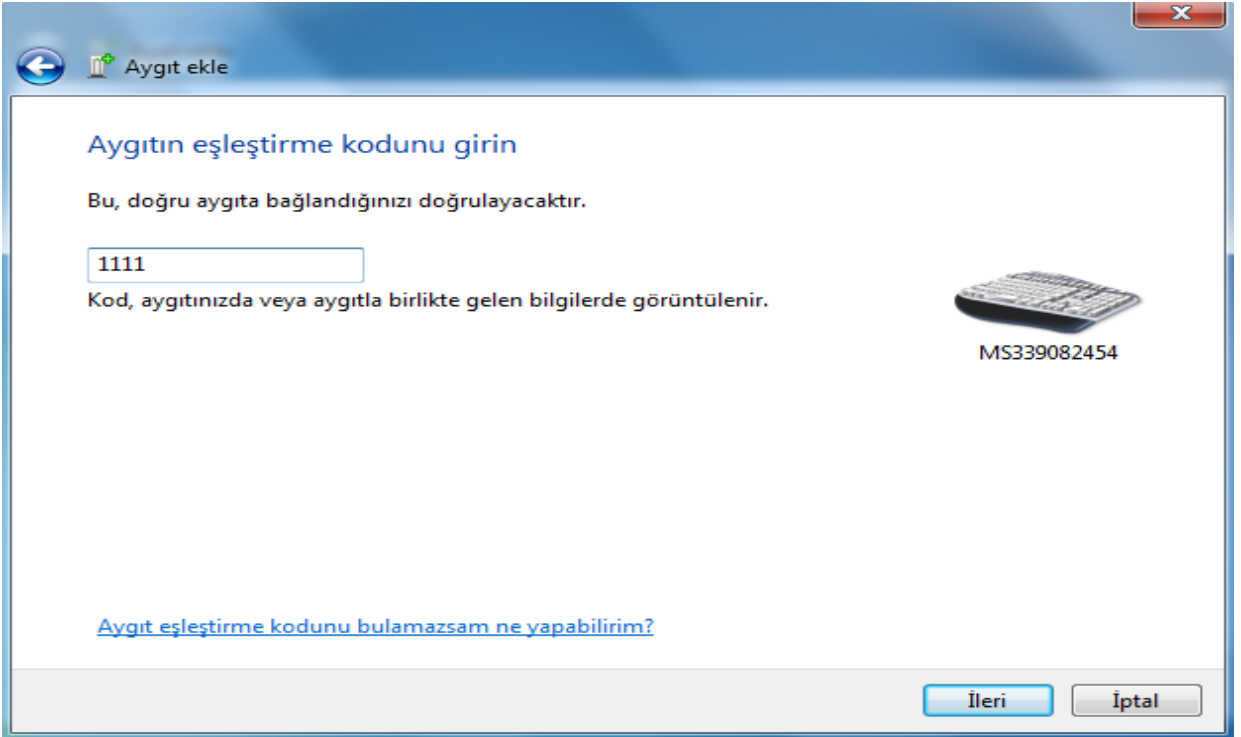 Aygıt ekle
Aygıtın eşleştirme kodunu girin
Bu, doğru aygıta bağlandığınızı doğrulayacaktır.
1111
Kod, aygıtınızda veya aygıtla birlikte gelen bilgilerde görüntülenir.
MS339082454
Aygıt eşleştirme kodunu bulamazsam ne yapabilirim?
İleri
İptal